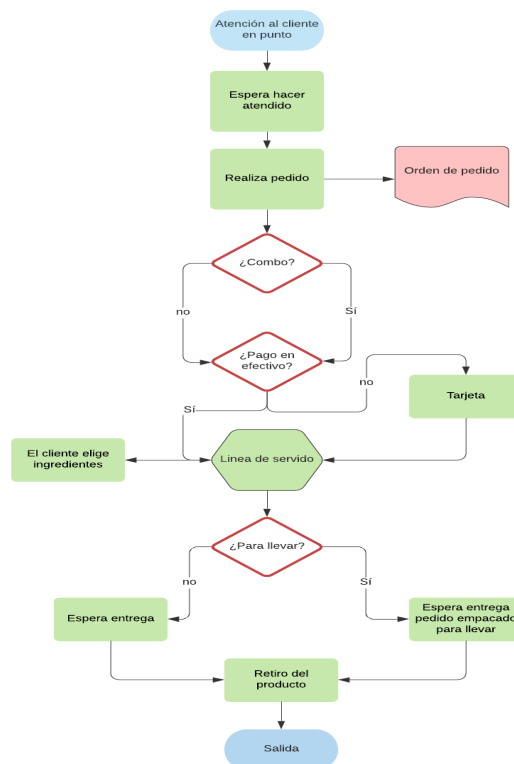 Atención al cliente
en punto
Espera hacer
atendido
Realiza pedido
Orden de pedido
¿Combo?
no
Sí
¿Pago en
efectivo?
no
Tarjeta
Sí
El cliente elige
ingredientes
Linea de servido
¿Para llevar?
no
Sí
Espera entrega
Espera entrega
pedido empacado
para llevar
Retiro del
producto
Salida